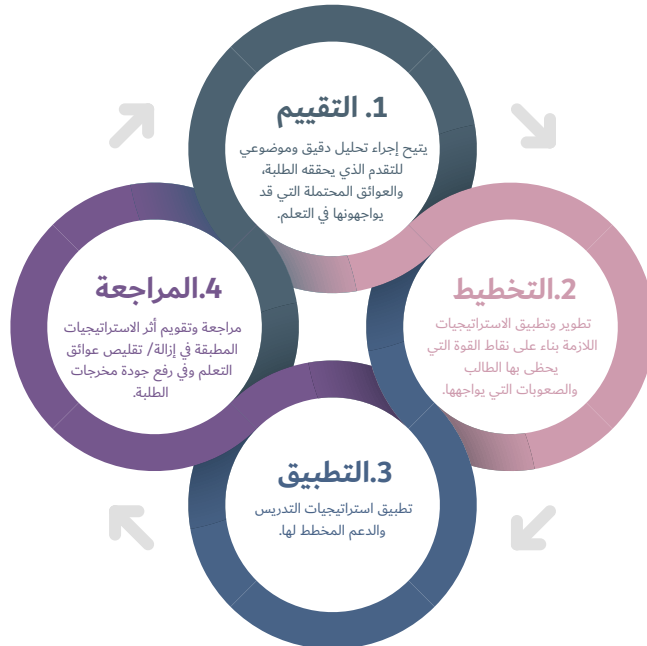 1. التقييم
يتيح إجراء تحليل دقيق وموضوعي
للتقدم الذي يحققه الطلبة،
والعوائق المحتملة التي قد
يواجهونها في التعلم.
2.التخطيط
تطوير وتطبيق الاستراتيجيات
اللازمة بناء على نقاط القوة التي
يحظى بها الطالب
والصعوبات التي يواجهها.
3.التطبيق
تطبيق استراتيجيات التدريس
والدعم المخطط لها.
4.المراجعة
مراجعة وتقويم أثر الاستراتيجيات
المطبقة في إزالة/ تقليص عوائق
التعلم وفي رفع جودة مخرجات
الطلبة.